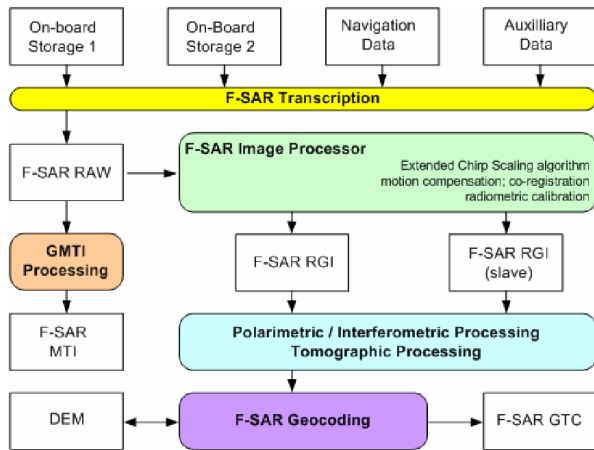 On-board
Storage 1
On-Board
Storage 2
Navigation
Data
Auxilliary
Data
F-SAR Transcription
F-SAR RAW
F-SAR Image Processor
Extended Chirp Scaling algorithm
motion compensation; co-registration
radiometric calibration
GMTI
Processing
F-SAR RGI
F-SAR RGI
(slave)
F-SAR
MTI
Polarimetric / Interferometric Processing
Tomographic Processing
DEM
F-SAR Geocoding
F-SAR GTC